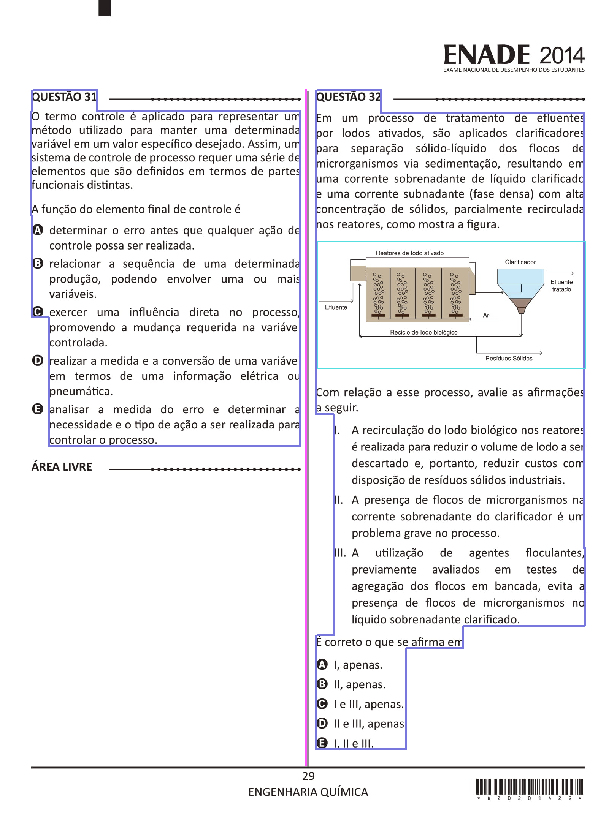 ENADE 2014
EXAME NACIONAL DE DESEMPENHO DOS ESTUDANTES
QUESTÃO 31
O termo controle é aplicado para representar um
método utilizado para manter uma determinada
variável em um valor específico desejado. Assim, um
sistema de controle de processo requer uma série de
elementos que são definidos em termos de partes
funcionais distintas.
A função do elemento final de controle é
A determinar o erro antes que qualquer ação de
controle possa ser realizada.
B relacionar a sequência de uma determinada
produção, podendo envolver uma ou mais
variáveis.
C exercer uma influência direta no processo,
promovendo a mudança requerida na variável
controlada.
D realizar a medida e a conversão de uma variável
em termos de uma informação elétrica ou
pneumática.
E analisar a medida do erro e determinar a
necessidade e o tipo de ação a ser realizada para
controlar o processo.
ÁREA LIVRE
QUESTÃO 32
Em um processo de tratamento de efluentes
por lodos ativados, são aplicados clarificadores
para separação sólido-líquido dos flocos de
microrganismos via sedimentação, resultando em
uma corrente sobrenadante de líquido clarificado
e uma corrente subnadante (fase densa) com alta
concentração de sólidos, parcialmente recirculada
nos reatores, como mostra a figura.
Reatores de lodo ativado
Clarificador
Efluente
tratado
Efluente
Ar
Recicle de lodo biológico
Resíduos Sólidos
Com relação a esse processo, avalie as afirmações
a seguir.
I. A recirculação do lodo biológico nos reatores
é realizada para reduzir o volume de lodo a ser
descartado e, portanto, reduzir custos com
disposição de resíduos sólidos industriais.
II. A presença de flocos de microrganismos na
corrente sobrenadante do clarificador é um
problema grave no processo.
III. A utilização de agentes floculantes,
previamente avaliados em testes de
agregação dos flocos em bancada, evita a
presença de flocos de microrganismos no
líquido sobrenadante clarificado.
É correto o que se afirma em
A I, apenas.
B II, apenas.
C I e III, apenas.
D II e III, apenas
E I, II e III.
29
ENGENHARIA QUÍMICA